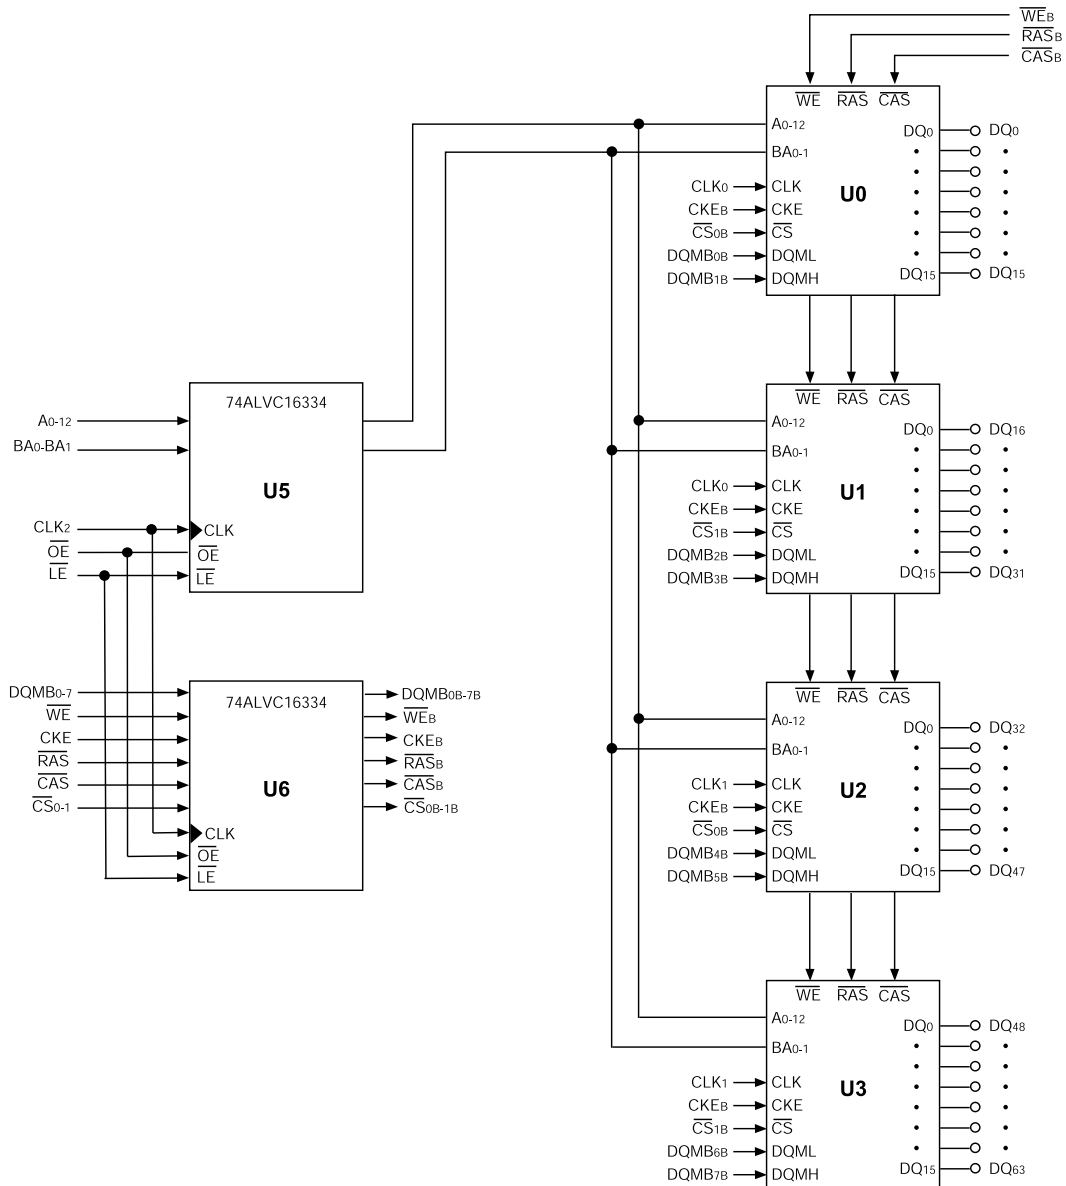 WEB
RASB
CASB
WE RAS CAS
A0-12
BA0-1
U0
CLK0 CLK
CKEB CKE
CS0B CS
DQMB0B DQML
DQMB1B DQMH
DQ0 DQ0
DQ15 DQ15
WE RAS CAS
A0-12
BA0-1
U1
CLK0 CLK
CKEB CKE
CS1B CS
DQMB2B DQML
DQMB3B DQMH
DQ0 DQ16
DQ15 DQ31
74ALVC16334
A0-12
BA0-BA1
U5
CLK2 CLK
OE OE
LE LE
74ALVC16334
DQMB0-7 DQMB0B-7B
WE WEB
CKE CKEB
RAS RASB
CAS CASB
CS0-1 CS0B-1B
U6
CLK
OE
LE
WE RAS CAS
A0-12
BA0-1
U2
CLK1 CLK
CKEB CKE
CS0B CS
DQMB4B DQML
DQMB5B DQMH
DQ0 DQ32
DQ15 DQ47
WE RAS CAS
A0-12
BA0-1
U3
CLK1 CLK
CKEB CKE
CS1B CS
DQMB6B DQML
DQMB7B DQMH
DQ0 DQ48
DQ15 DQ63